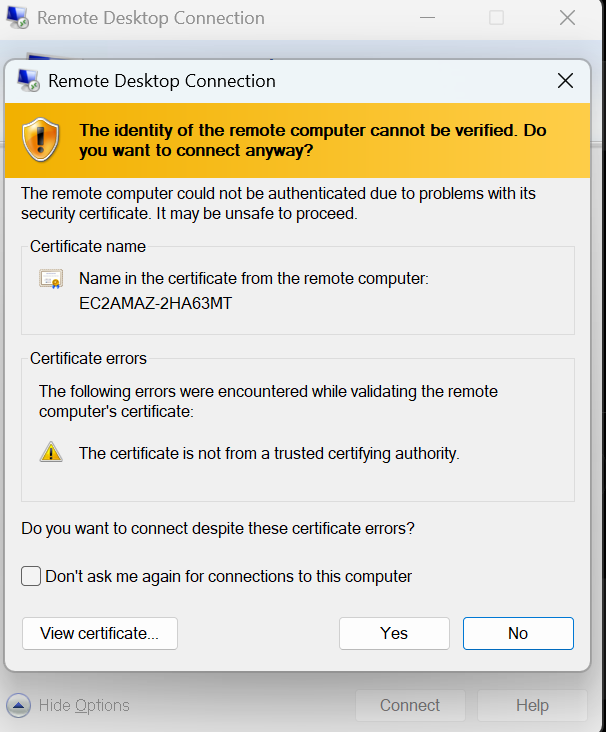 Remote Desktop Connection
Remote Desktop Connection
The identity of the remote computer cannot be verified. Do
you want to connect anyway?
The remote computer could not be authenticated due to problems with its
security certificate. It may be unsafe to proceed.
Certificate name
Name in the certificate from the remote computer:
EC2AMAZ-2HA63MT
Certificate errors
The following errors were encountered while validating the remote
computer's certificate:
The certificate is not from a trusted certifying authority.
Do you want to connect despite these certificate errors?
Don't ask me again for connections to this computer
View certificate...
Yes
No
Hide Options
Connect
Help